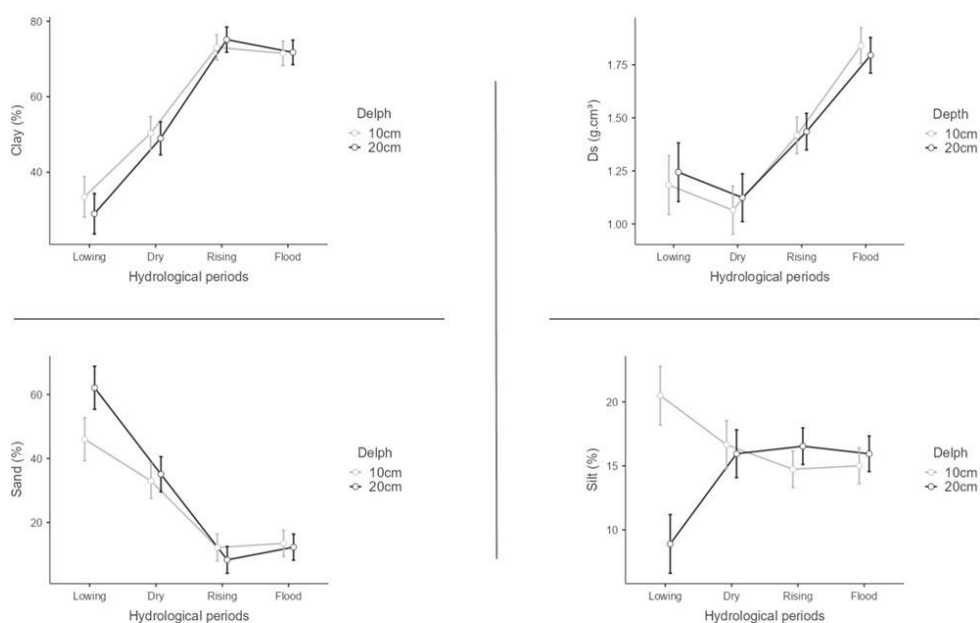 80
60
40
Clay (%)
Lowing Dry Rising Flood
Hydrological periods
Delph
10cm
20cm
1.75
1.50
1.25
1.00
Ds (g.cm³)
Lowing Dry Rising Flood
Hydrological periods
Depth
10cm
20cm
60
40
20
Sand (%)
Lowing Dry Rising Flood
Hydrological periods
Delph
10cm
20cm
20
15
10
Silt (%)
Lowing Dry Rising Flood
Hydrological periods
Delph
10cm
20cm